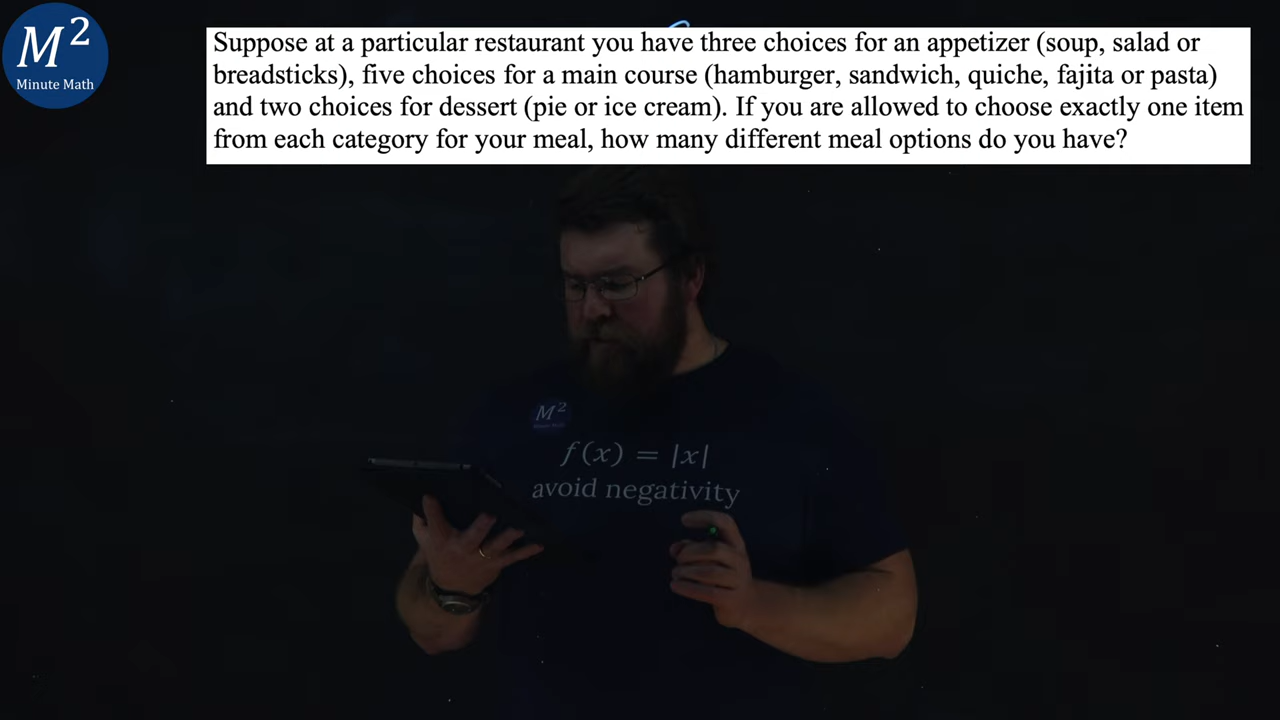 M²
Minute Math
Suppose at a particular restaurant you have three choices for an appetizer (soup, salad or
breadsticks), five choices for a main course (hamburger, sandwich, quiche, fajita or pasta)
and two choices for dessert (pie or ice cream). If you are allowed to choose exactly one item
from each category for your meal, how many different meal options do you have?
M²
f(x) = |x|
avoid negativity